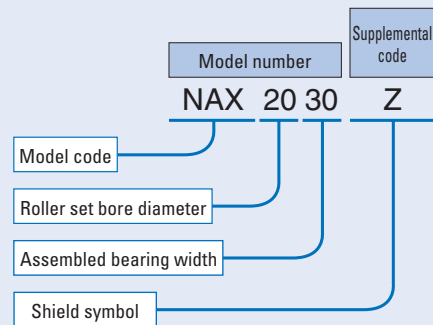 Supplemental
code
Model number
NAX 20 30 Z
Model code
Roller set bore diameter
Assembled bearing width
Shield symbol